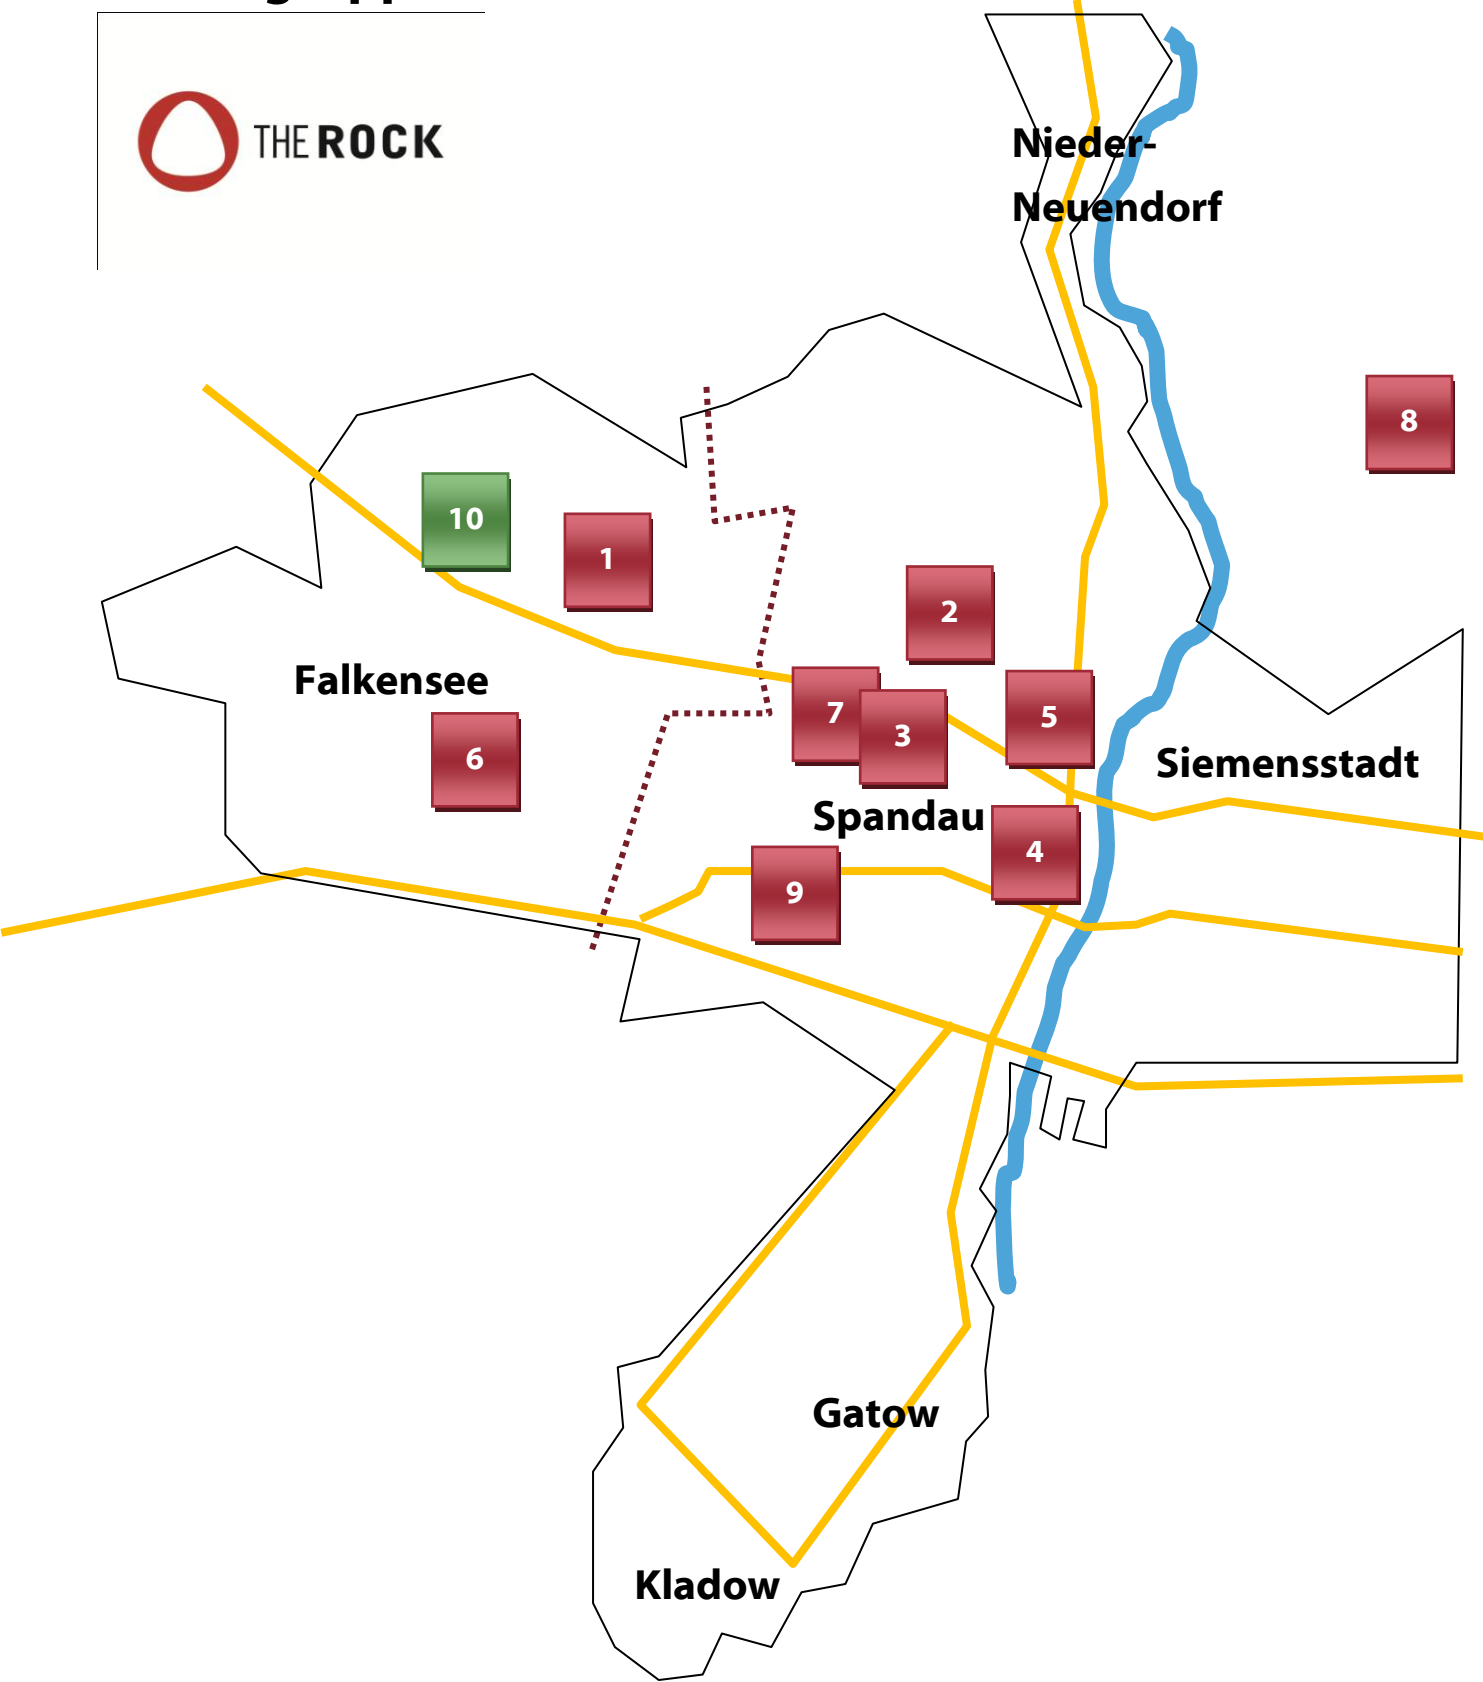 THE ROCK
Nieder-
Neuendorf
8
10
1
2
Falkensee
7
3
5
6
Siemensstadt
Spandau
4
9
Gatow
Kladow